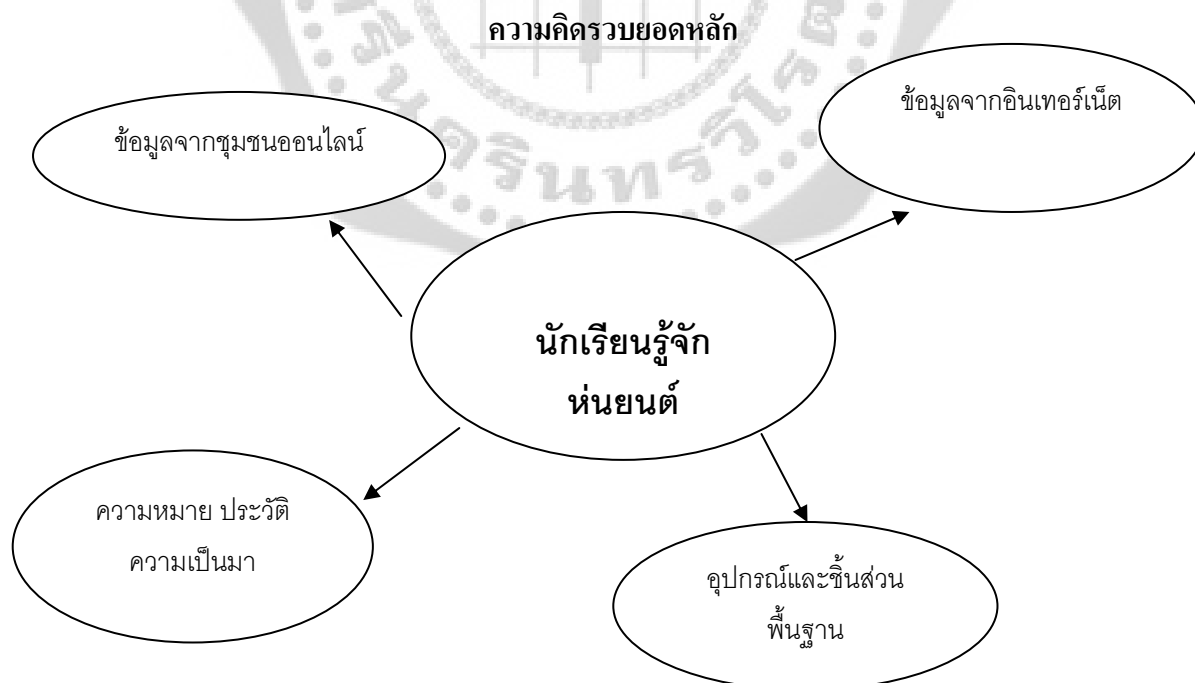 ความคิดรวบยอดหลัก
ข้อมูลจากชุมชนออนไลน์
ข้อมูลจากอินเทอร์เน็ต
นักเรียนรู้จัก
ห่นยนต์
ความหมาย ประวัติ
ความเป็นมา
อุปกรณ์และชิ้นส่วน
พื้นฐาน